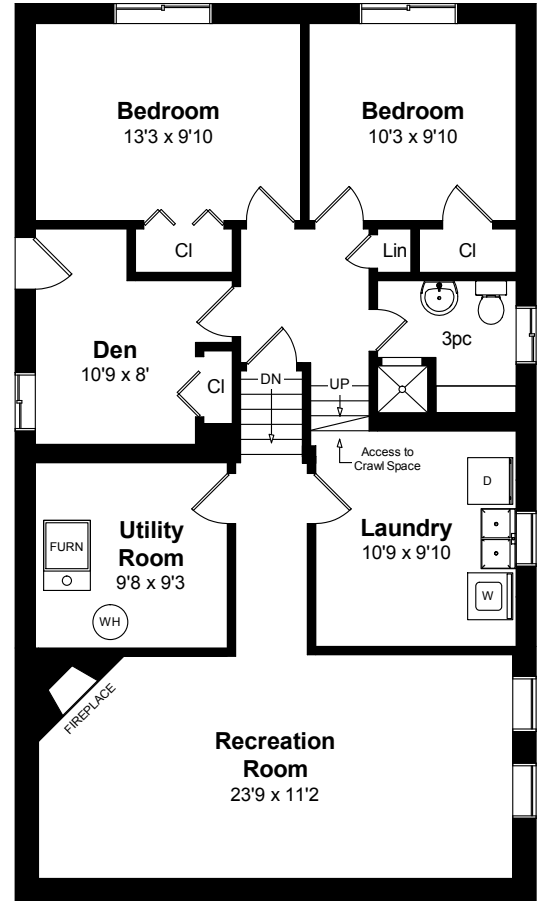 Bedroom
13'3 x 9'10
Bedroom
10'3 x 9'10
Cl
Lin
Cl
3pc
Den
10'9 x 8'
Cl
DN
UP
Access to
Crawl Space
D
Utility
Room
9'8 x 9'3
FURN
WH
Laundry
10'9 x 9'10
W
FIREPLACE
Recreation
Room
23'9 x 11'2